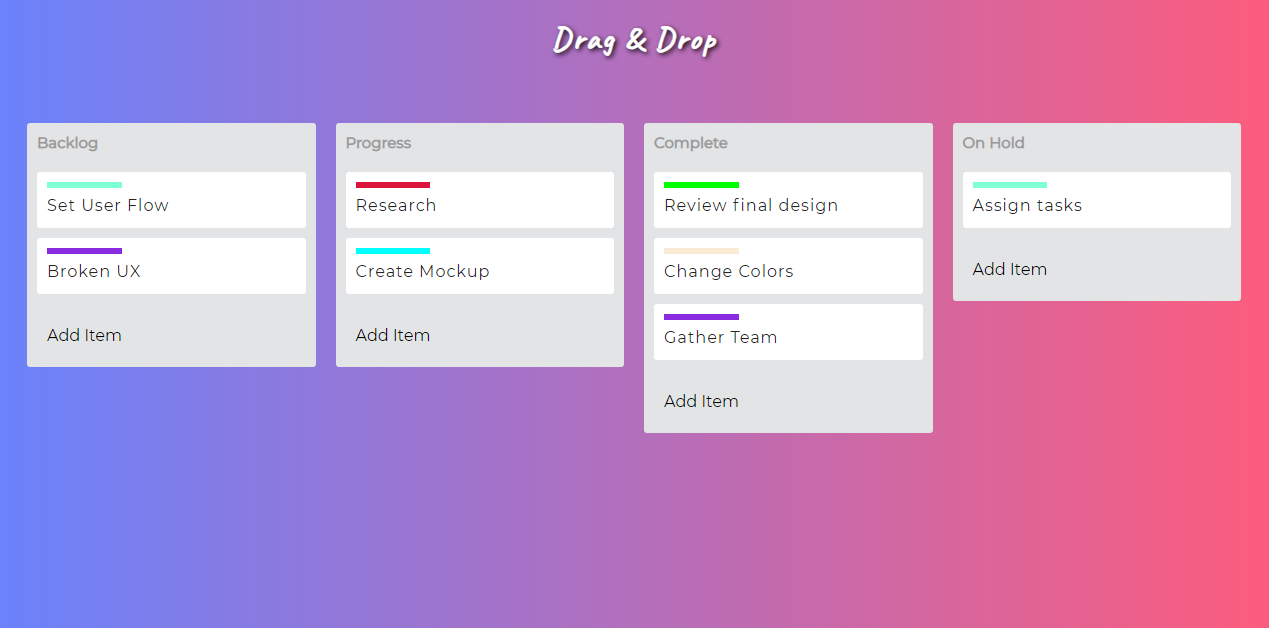 Drag & Drop
Backlog
Set User Flow
Broken UX
Add Item
Progress
Research
Create Mockup
Add Item
Complete
Review final design
Change Colors
Gather Team
Add Item
On Hold
Assign tasks
Add Item